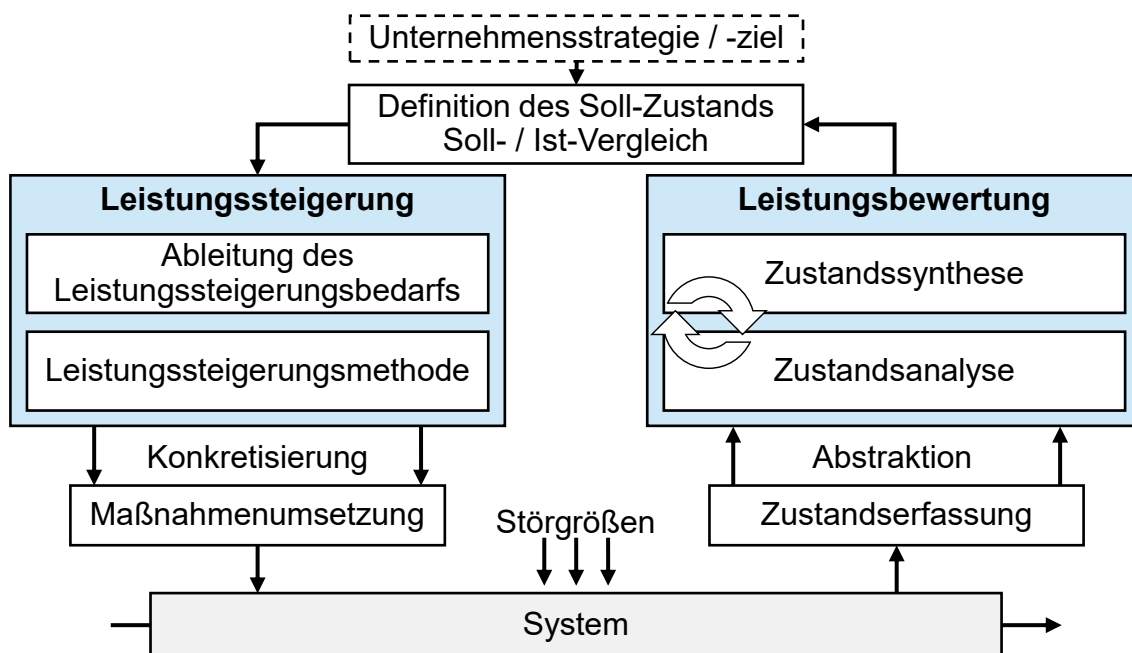 Unternehmensstrategie / -ziel
Definition des Soll-Zustands
Soll- / Ist-Vergleich
Leistungssteigerung
Ableitung des
Leistungssteigerungsbedarfs
Leistungssteigerungsmethode
Konkretisierung
Maßnahmenumsetzung
Leistungsbewertung
Zustandssynthese
Zustandsanalyse
Abstraktion
Zustandserfassung
Störgrößen
System